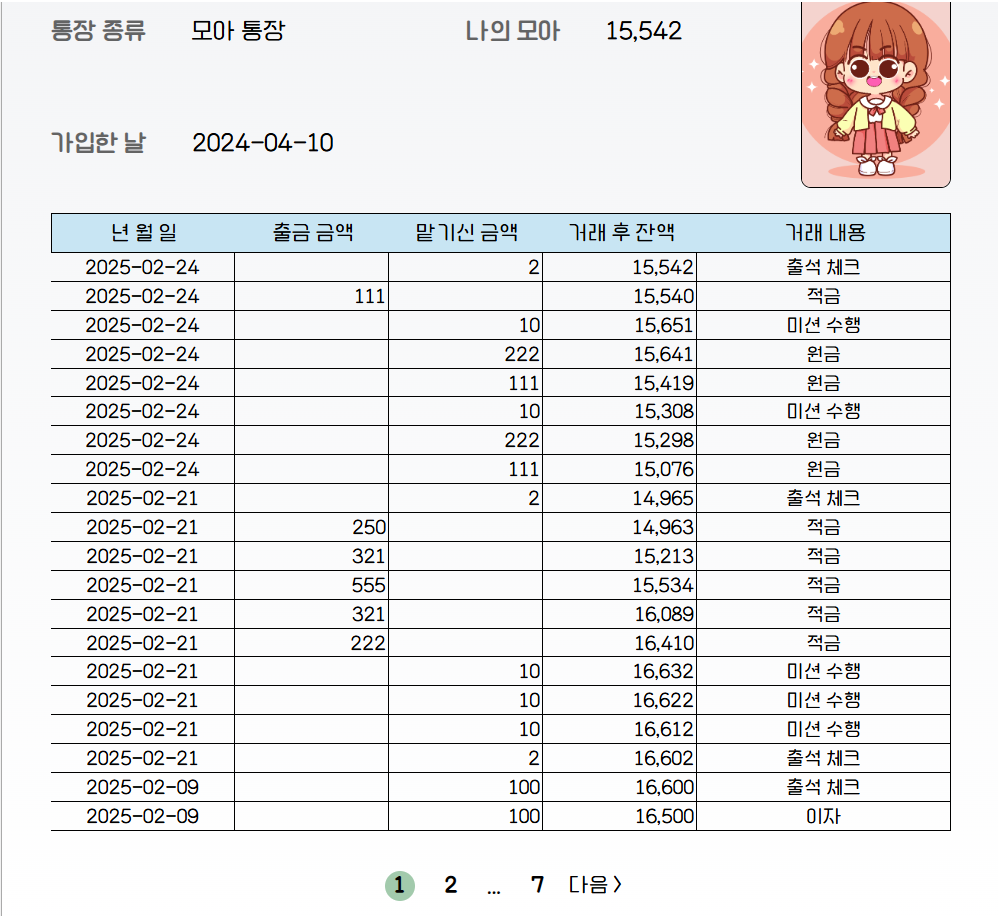 통장 종류 모아 통장 나의 모아 15,542
가입한 날 2024-04-10
년 월 일 출금 금액 맡기신 금액 거래 후 잔액 거래 내용
2025-02-24 2 15,542 출석 체크
2025-02-24 111 15,540 적금
2025-02-24 10 15,651 미션 수행
2025-02-24 222 15,641 원금
2025-02-24 111 15,419 원금
2025-02-24 10 15,308 미션 수행
2025-02-24 222 15,298 원금
2025-02-24 111 15,076 원금
2025-02-21 2 14,965 출석 체크
2025-02-21 250 14,963 적금
2025-02-21 321 15,213 적금
2025-02-21 555 15,534 적금
2025-02-21 321 16,089 적금
2025-02-21 222 16,410 적금
2025-02-21 10 16,632 미션 수행
2025-02-21 10 16,622 미션 수행
2025-02-21 10 16,612 미션 수행
2025-02-21 2 16,602 출석 체크
2025-02-09 100 16,600 출석 체크
2025-02-09 100 16,500 이자
1 2 ... 7 다음 〉